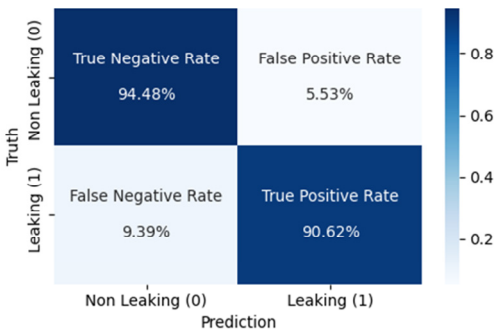 Truth
Non Leaking (0)
Leaking (1)
True Negative Rate
94.48%
False Positive Rate
5.53%
False Negative Rate
9.39%
True Positive Rate
90.62%
Non Leaking (0)
Leaking (1)
Prediction
0.8
0.6
0.4
0.2